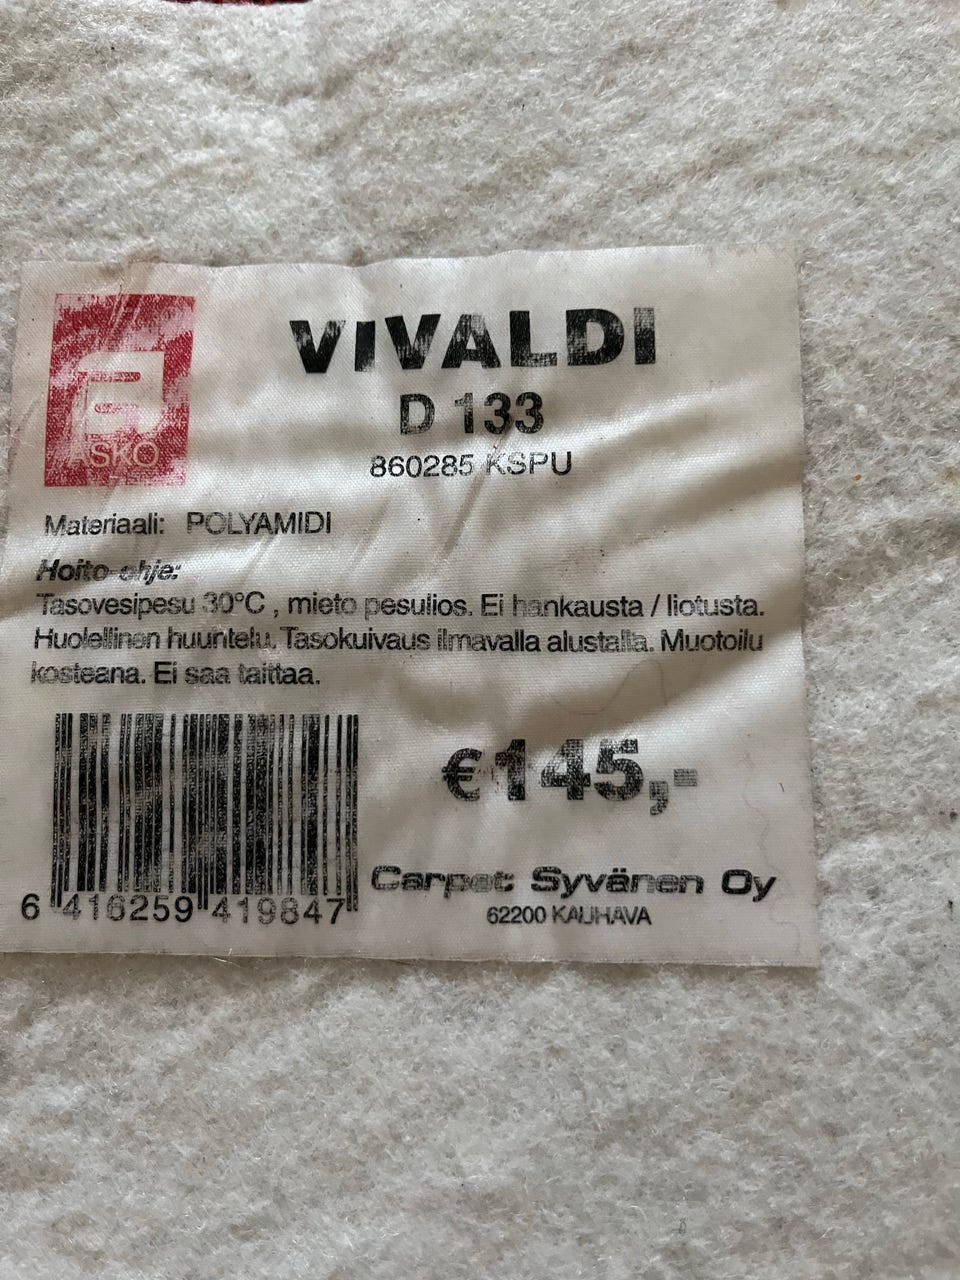 VIVALDI
D 133
860285 KSPU
ASKO
Materiaali: POLYAMIDI
Hoito-ohje:
Tasovesipesu 30°C , mieto pesulios. Ei hankausta / liotusta.
Huolellinen huuntelu. Tasokuivaus ilmavalla alustalla. Muotoilu
kosteana. Ei saa taittaa.
€145,-
6 416259 419847
Carpet Syvänen Oy
62200 KAUHAVA